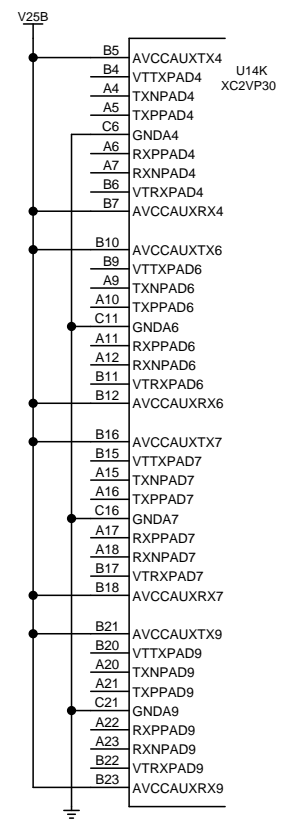 V25B
U14K
XC2VP30
B5 AVCCAUXTX4
B4 VTTXPAD4
A4 TXNPAD4
A5 TXPPAD4
C6 GNDA4
A6 RXPPAD4
A7 RXNPAD4
B6 VTRXPAD4
B7 AVCCAUXRX4
B10 AVCCAUXTX6
B9 VTTXPAD6
A9 TXNPAD6
A10 TXPPAD6
C11 GNDA6
A11 RXPPAD6
A12 RXNPAD6
B11 VTRXPAD6
B12 AVCCAUXRX6
B16 AVCCAUXTX7
B15 VTTXPAD7
A15 TXNPAD7
A16 TXPPAD7
C16 GNDA7
A17 RXPPAD7
A18 RXNPAD7
B17 VTRXPAD7
B18 AVCCAUXRX7
B21 AVCCAUXTX9
B20 VTTXPAD9
A20 TXNPAD9
A21 TXPPAD9
C21 GNDA9
A22 RXPPAD9
A23 RXNPAD9
B22 VTRXPAD9
B23 AVCCAUXRX9